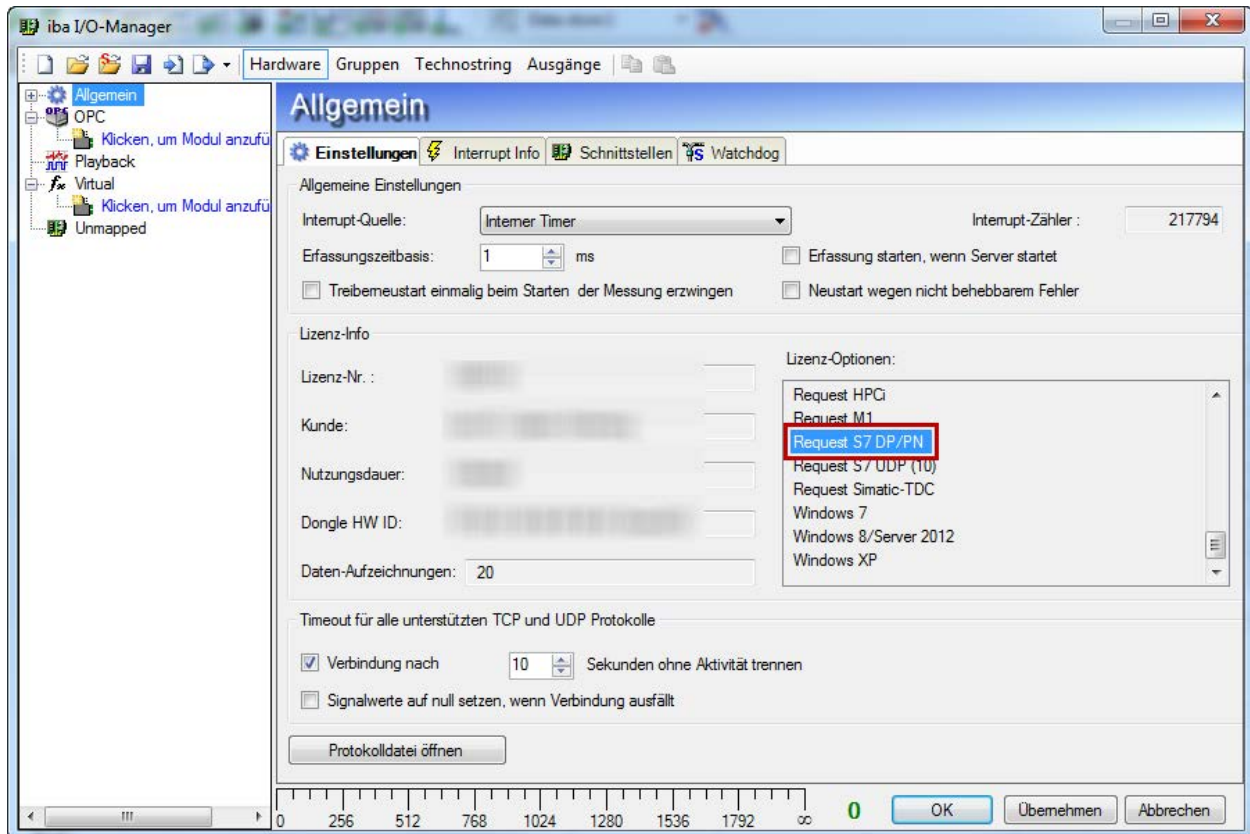 iba I/O-Manager
Hardware Gruppen Technostring Ausgänge
Allgemein
OPC
Klicken, um Modul anzufü
Playback
Virtual
Klicken, um Modul anzufü
Unmapped
Allgemein
Einstellungen Interrupt Info Schnittstellen Watchdog
Allgemeine Einstellungen
Interrupt-Quelle: Interner Timer Interrupt-Zähler : 217794
Erfassungszeitbasis: 1 ms Erfassung starten, wenn Server startet
Treiberneustart einmalig beim Starten der Messung erzwingen Neustart wegen nicht behebbarem Fehler
Lizenz-Info
Lizenz-Nr. :
Kunde:
Nutzungsdauer:
Dongle HW ID:
Daten-Aufzeichnungen: 20
Lizenz-Optionen:
Request HPCi
Request M1
Request S7 DP/PN
Request S7 UDP (10)
Request Simatic-TDC
Windows 7
Windows 8/Server 2012
Windows XP
Timeout für alle unterstützten TCP und UDP Protokolle
Verbindung nach 10 Sekunden ohne Aktivität trennen
Signalwerte auf null setzen, wenn Verbindung ausfällt
Protokolldatei öffnen
0 256 512 768 1024 1280 1536 1792 ∞ 0 OK Übernehmen Abbrechen